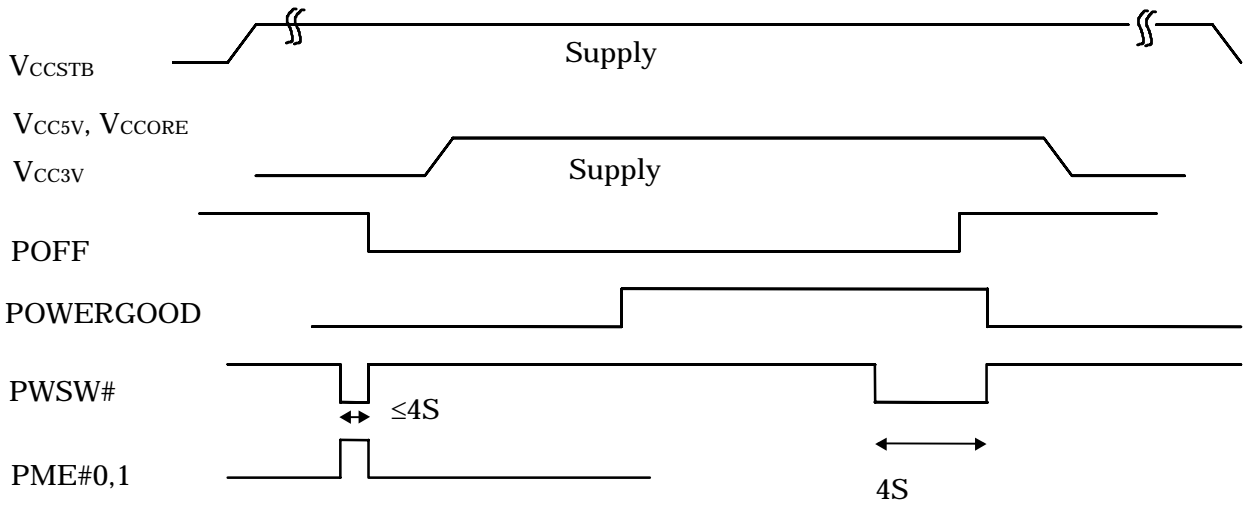 Supply
VCCSTB
VCC5V, VCCORE
VCC3V
Supply
POFF
POWERGOOD
PWSW#
≤4S
PME#0,1
4S